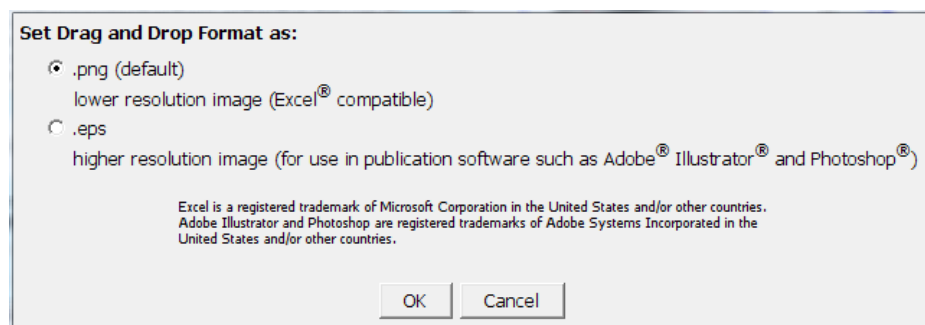 Set Drag and Drop Format as:
.png (default)
lower resolution image (Excel® compatible)
.eps
higher resolution image (for use in publication software such as Adobe® Illustrator® and Photoshop®)
Excel is a registered trademark of Microsoft Corporation in the United States and/or other countries.
Adobe Illustrator and Photoshop are registered trademarks of Adobe Systems Incorporated in the
United States and/or other countries.
OK Cancel